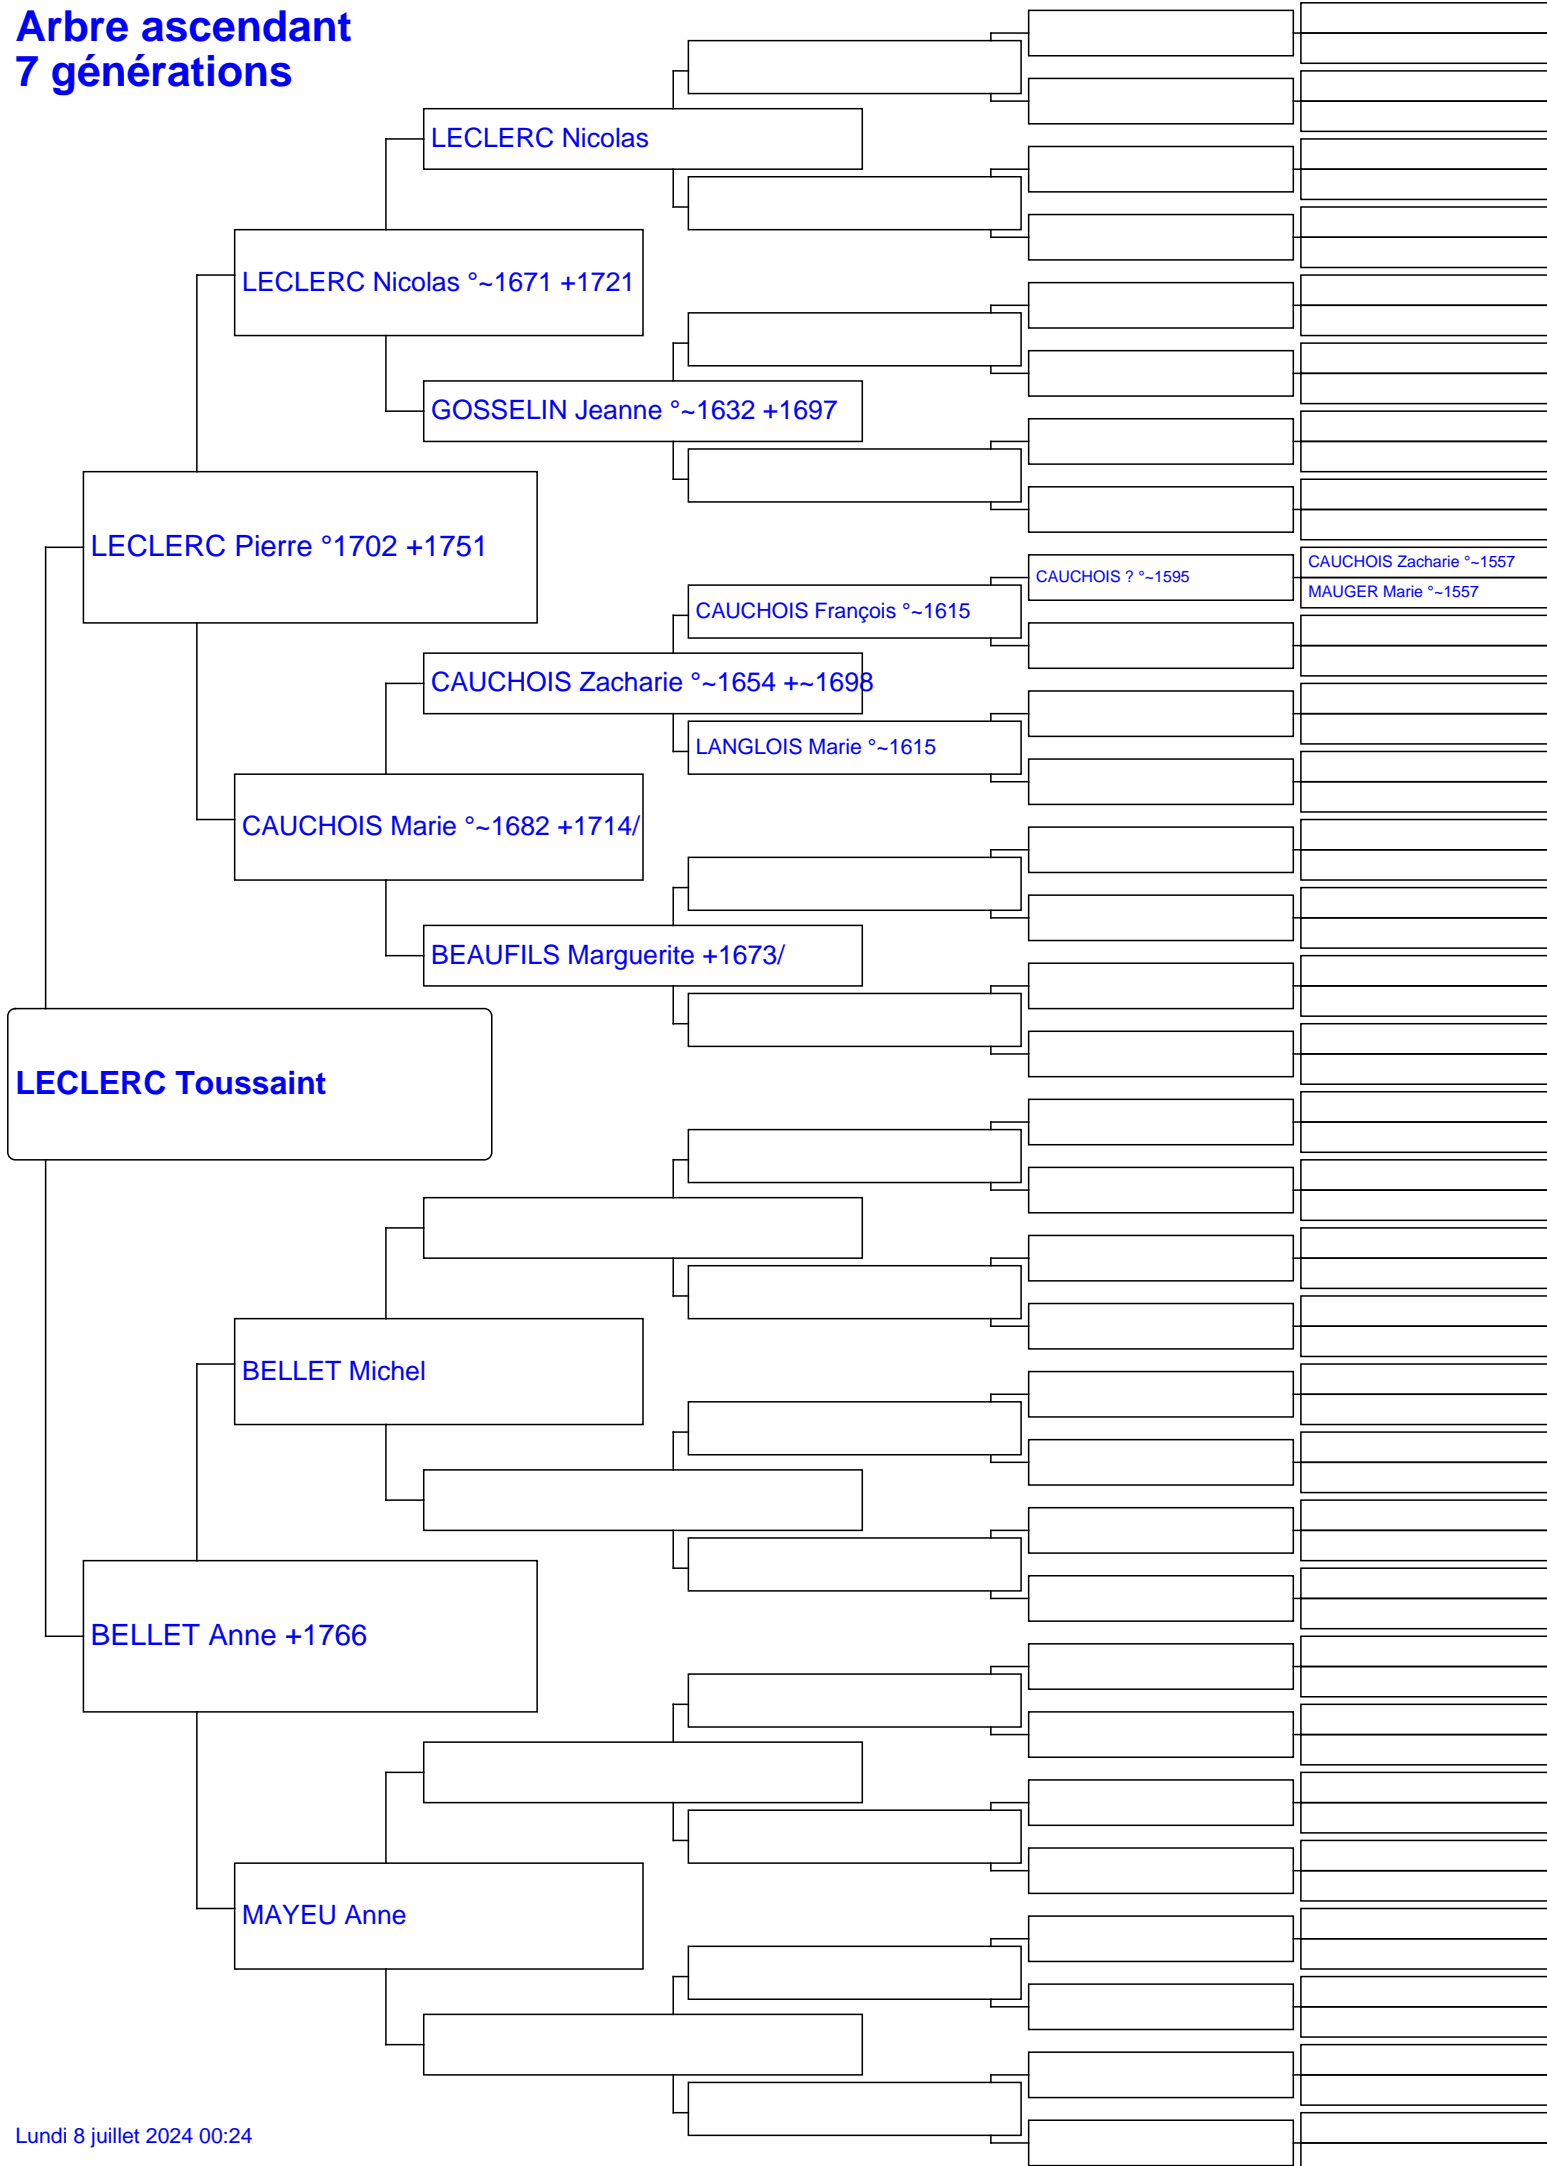 Arbre ascendant
7 générations
LECLERC Nicolas
LECLERC Nicolas °~1671 +1721
GOSSELIN Jeanne °~1632 +1697
LECLERC Pierre °1702 +1751
CAUCHOIS Zacharie °~1557
CAUCHOIS ? °~1595
MAUGER Marie °~1557
CAUCHOIS François °~1615
CAUCHOIS Zacharie °~1654 +~1698
LANGLOIS Marie °~1615
CAUCHOIS Marie °~1682 +1714/
BEAUFILS Marguerite +1673/
LECLERC Toussaint
BELLET Michel
BELLET Anne +1766
MAYEU Anne
Lundi 8 juillet 2024 00:24